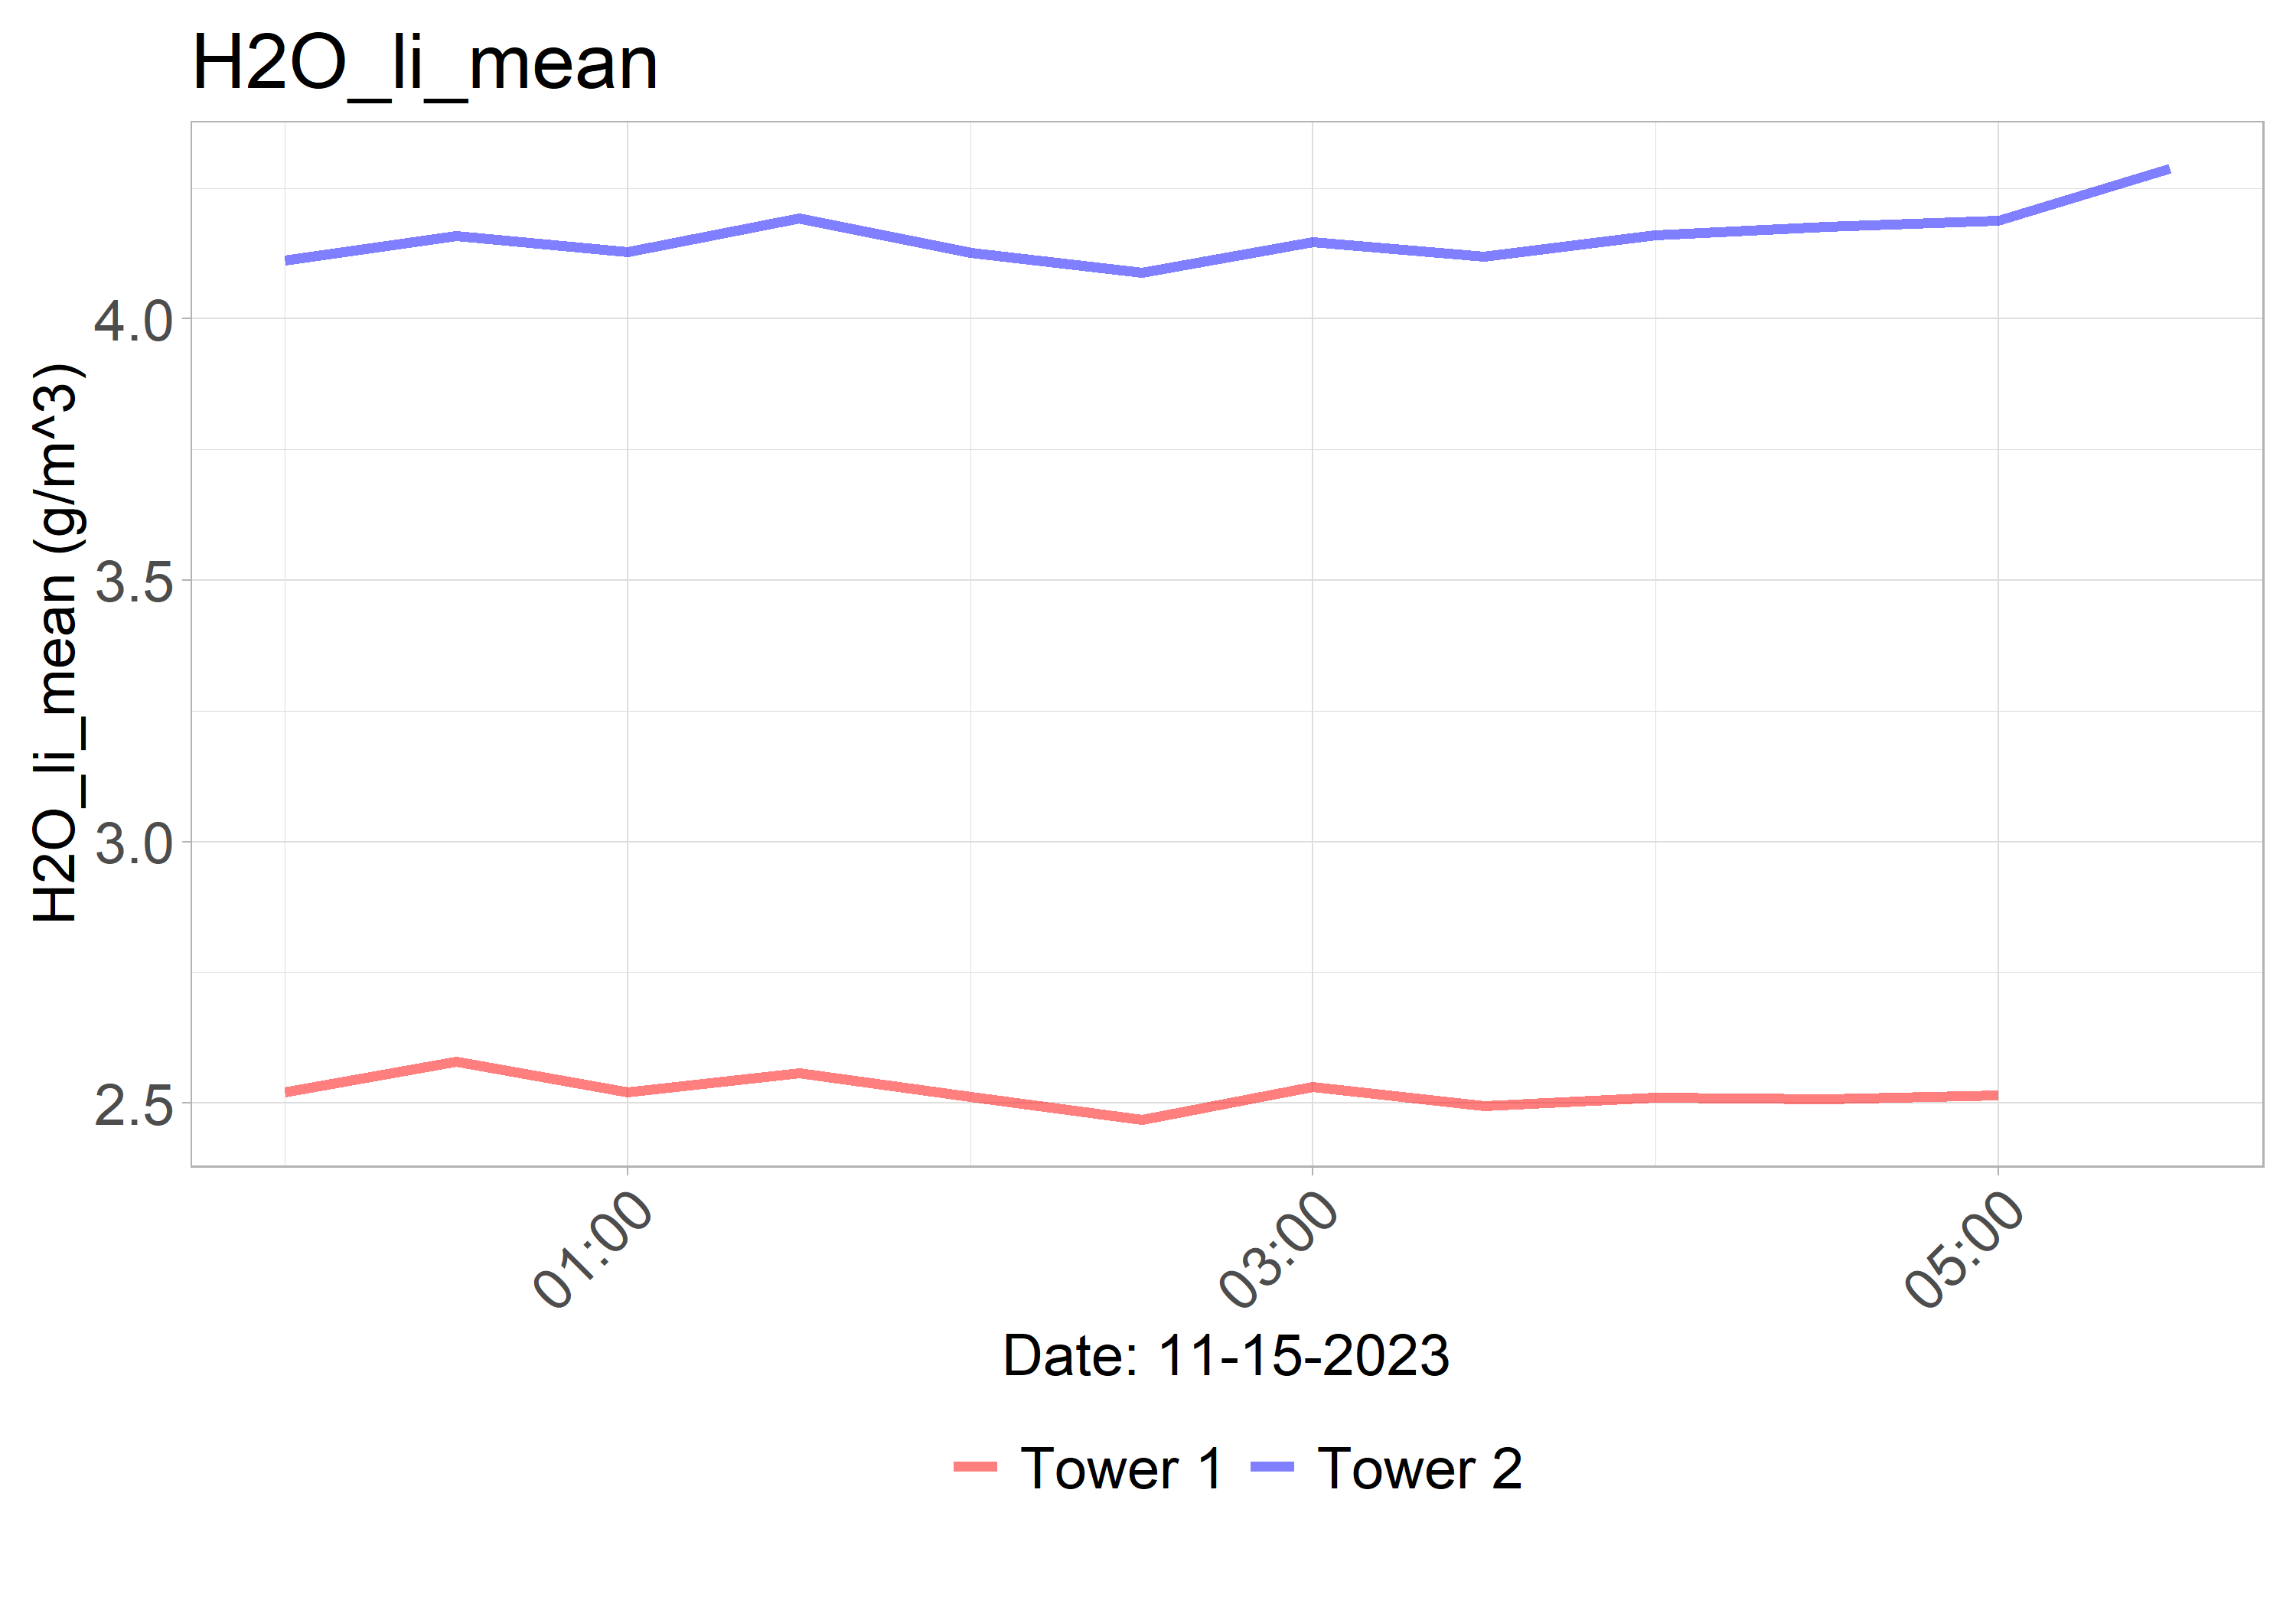 H2O_li_mean
H2O_li_mean (g/m^3)
4.0
3.5
3.0
2.5
01:00
03:00
05:00
Date: 11-15-2023
Tower 1
Tower 2